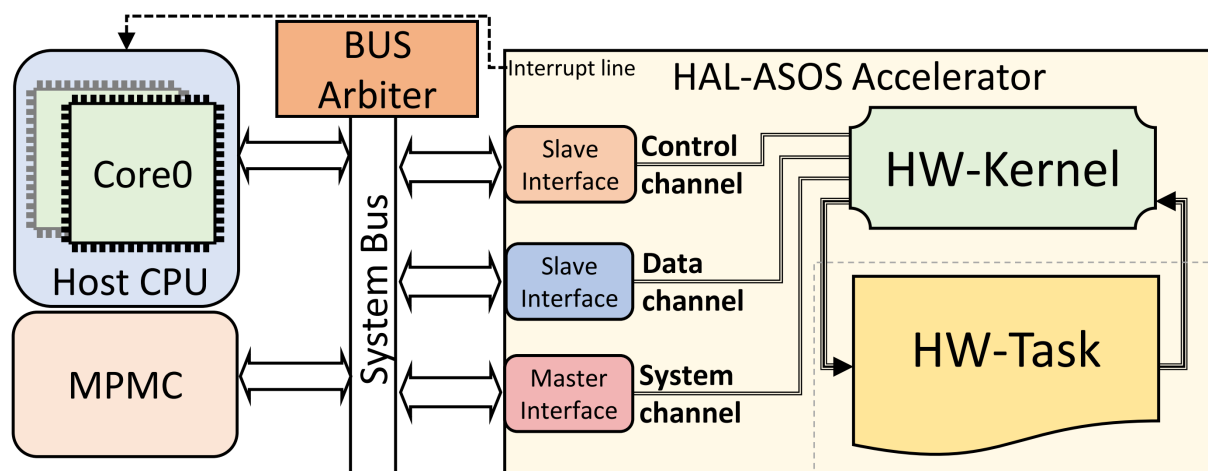 BUS
Arbiter
Interrupt line
HAL-ASOS Accelerator
Core0
Host CPU
MPMC
System Bus
Slave
Interface
Control
channel
Slave
Interface
Data
channel
Master
Interface
System
channel
HW-Kernel
HW-Task